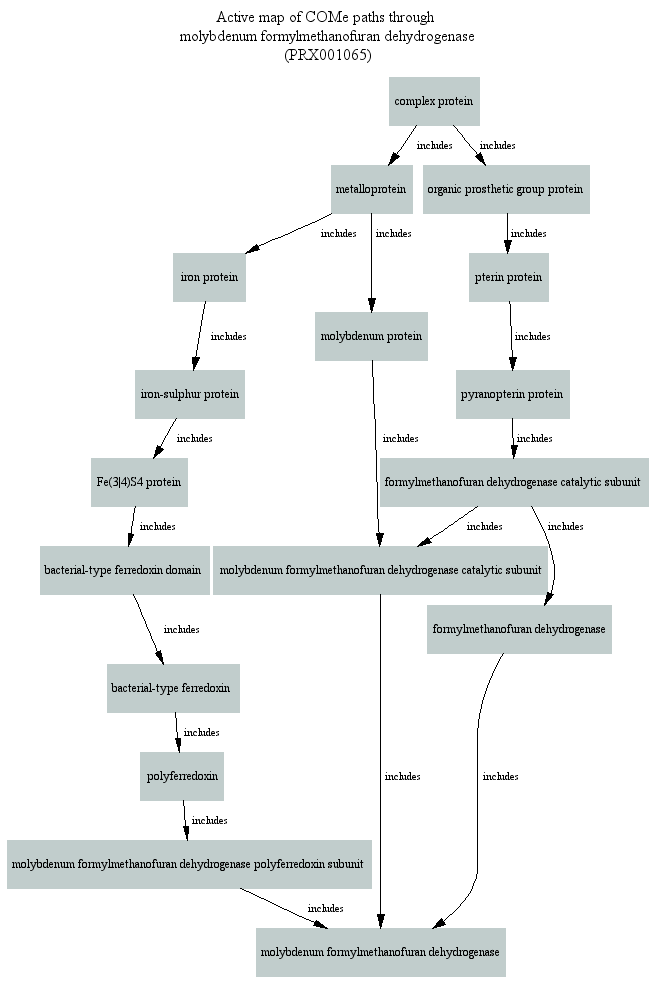 Active map of COMe paths through
molybdenum formylmethanofuran dehydrogenase
(PRX001065)
complex protein
includes
includes
metalloprotein
organic prosthetic group protein
includes
includes
includes
iron protein
pterin protein
molybdenum protein
includes
includes
iron-sulphur protein
pyranopterin protein
includes
includes
includes
Fe(3|4)S4 protein
formylmethanofuran dehydrogenase catalytic subunit
includes
includes
includes
bacterial-type ferredoxin domain
molybdenum formylmethanofuran dehydrogenase catalytic subunit
includes
formylmethanofuran dehydrogenase
bacterial-type ferredoxin
includes
polyferredoxin
includes
includes
includes
molybdenum formylmethanofuran dehydrogenase polyferredoxin subunit
includes
molybdenum formylmethanofuran dehydrogenase